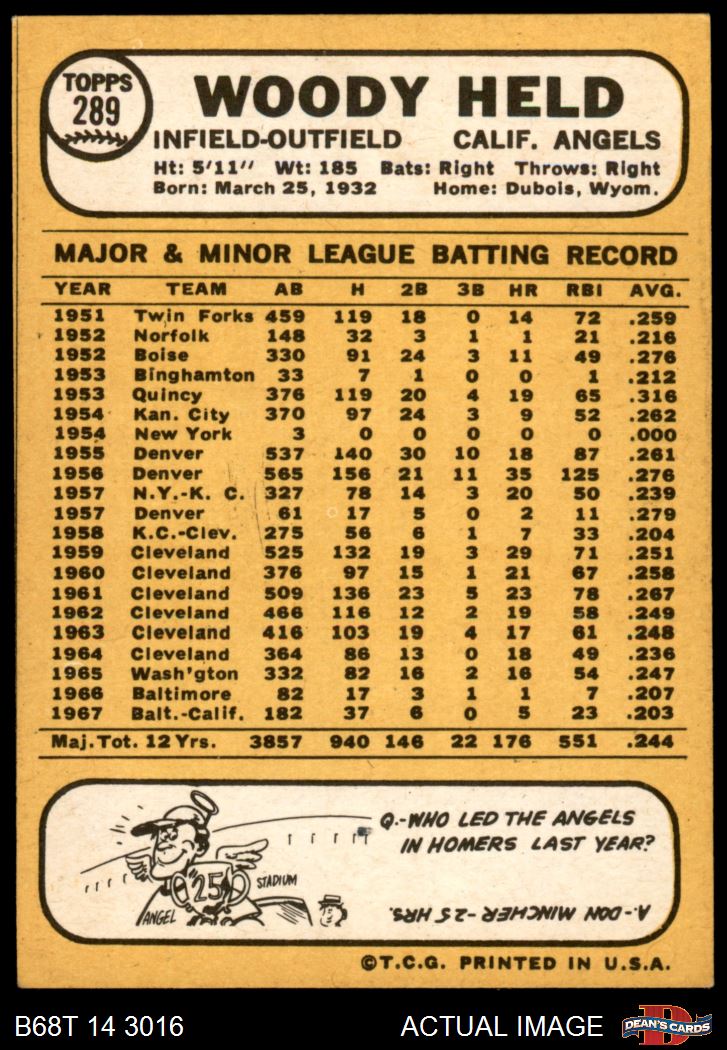 TOPPS
289
WOODY HELD
INFIELD-OUTFIELD CALIF. ANGELS
Ht: 5'11" Wt: 185 Bats: Right Throws: Right
Born: March 25, 1932 Home: Dubois, Wyom.
MAJOR & MINOR LEAGUE BATTING RECORD
YEAR TEAM AB H 2B 3B HR RBI AVG.
1951 Twin Forks 459 119 18 0 14 72 .259
1952 Norfolk 148 32 3 1 1 21 .216
1952 Boise 330 91 24 3 11 49 .276
1953 Binghamton 33 7 1 0 0 1 .212
1953 Quincy 376 119 20 4 19 65 .316
1954 Kan. City 370 97 24 3 9 52 .262
1954 New York 3 0 0 0 0 0 .000
1955 Denver 537 140 30 10 18 87 .261
1956 Denver 565 156 21 11 35 125 .276
1957 N.Y.-K. C. 327 78 14 3 20 50 .239
1957 Denver 61 17 5 0 2 11 .279
1958 K.C.-Clev. 275 56 6 1 7 33 .204
1959 Cleveland 525 132 19 3 29 71 .251
1960 Cleveland 376 97 15 1 21 67 .258
1961 Cleveland 509 136 23 5 23 78 .267
1962 Cleveland 466 116 12 2 19 58 .249
1963 Cleveland 416 103 19 4 17 61 .248
1964 Cleveland 364 86 13 0 18 49 .236
1965 Wash'gton 332 82 16 2 16 54 .247
1966 Baltimore 82 17 3 1 1 7 .207
1967 Balt.-Calif. 182 37 6 0 5 23 .203
Maj. Tot. 12 Yrs. 3857 940 146 22 176 551 .244
Q.-WHO LED THE ANGELS
IN HOMERS LAST YEAR?
25
ANGEL STADIUM
A.-DON MINCHER-25 HRS.
©T.C.G. PRINTED IN U.S.A.
B68T 14 3016 ACTUAL IMAGE D DEAN'S CARDS